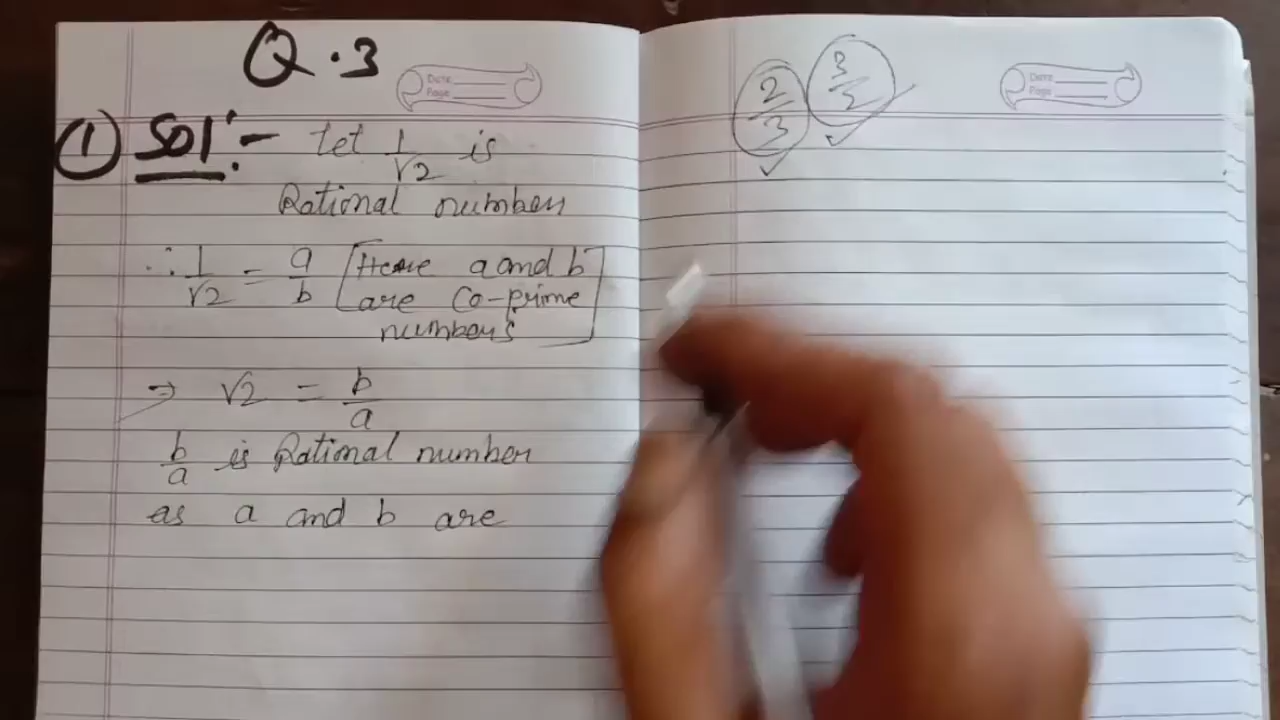 Q.3
Date
Page
① Sol:- Let 1/√2 is
Rational number
∴ 1/√2 = a/b [Here a and b
are Co-prime
numbers]
⇒ √2 = b/a
b/a is Rational number
as a and b are
2/3 3/2
Date
Page